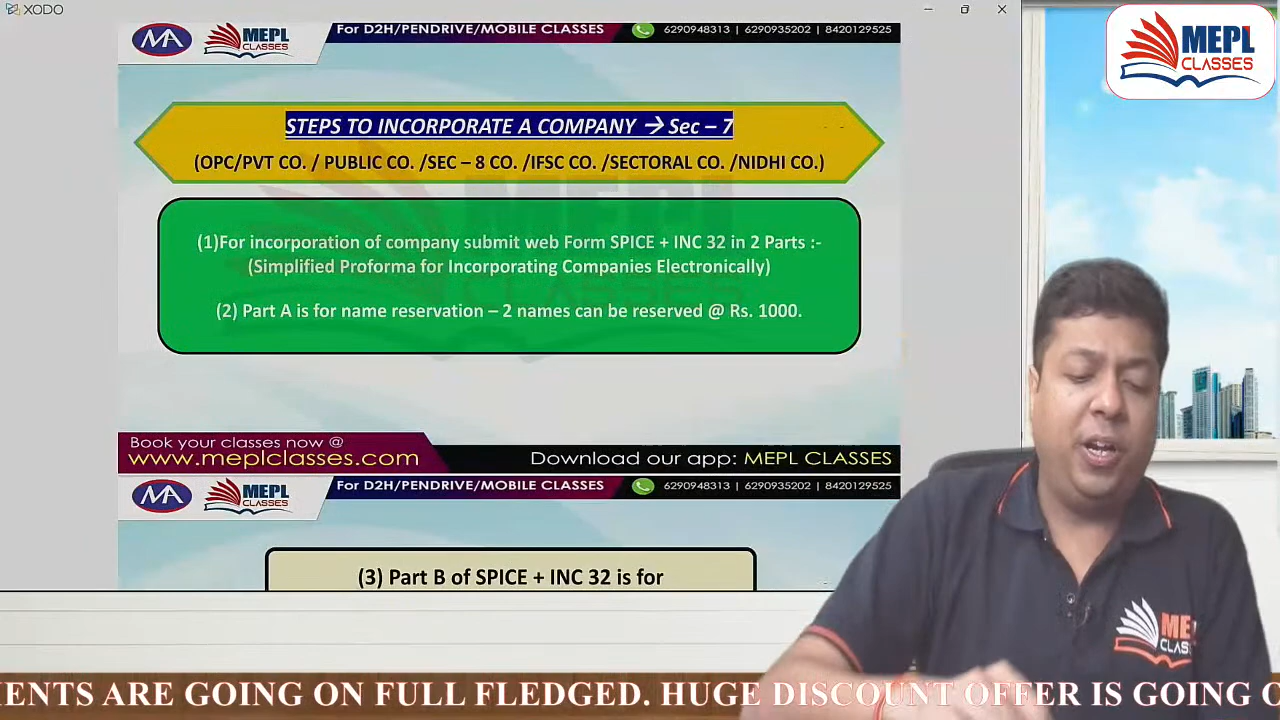 XODO
MA
MEPL
CLASSES
For D2H/PENDRIVE/MOBILE CLASSES
6290948313 | 6290935202 | 8420129525
MEPL
CLASSES
STEPS TO INCORPORATE A COMPANY → Sec – 7
(OPC/PVT CO. / PUBLIC CO. /SEC – 8 CO. /IFSC CO. /SECTORAL CO. /NIDHI CO.)
(1)For incorporation of company submit web Form SPICE + INC 32 in 2 Parts :-
(Simplified Proforma for Incorporating Companies Electronically)
(2) Part A is for name reservation – 2 names can be reserved @ Rs. 1000.
Book your classes now @
www.meplclasses.com
Download our app: MEPL CLASSES
MA
MEPL
CLASSES
For D2H/PENDRIVE/MOBILE CLASSES
6290948313 | 6290935202 | 8420129525
(3) Part B of SPICE + INC 32 is for
MENTS ARE GOING ON FULL FLEDGED. HUGE DISCOUNT OFFER IS GOING O